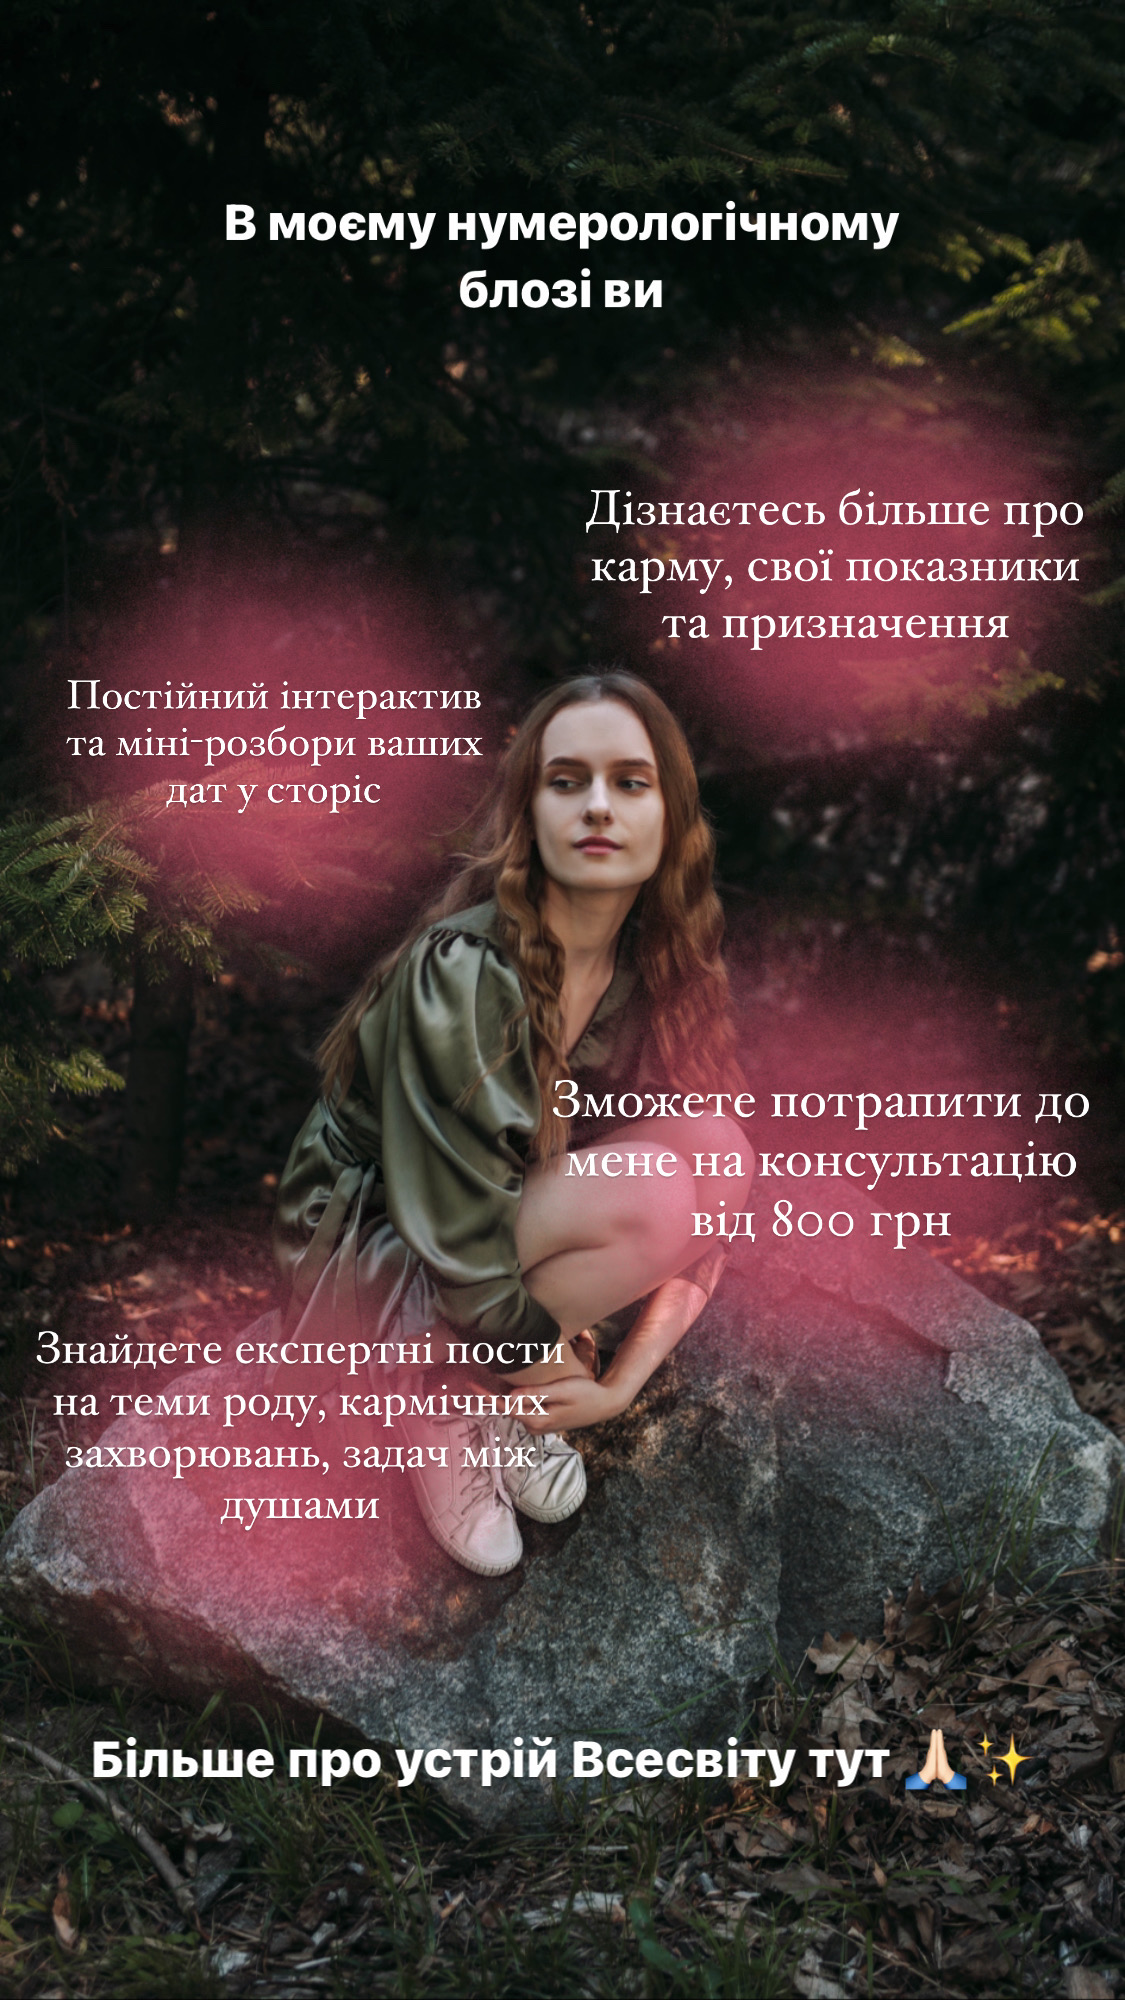 В моєму нумерологічному
блозі ви
Дізнаєтесь більше про
карму, свої показники
та призначення
Постійний інтерактив
та міні-розбори ваших
дат у сторіс
Зможете потрапити до
мене на консультацію
від 800 грн
Знайдете експертні пости
на теми роду, кармічних
захворювань, задач між
душами
Більше про устрій Всесвіту тут 🙏🏻✨